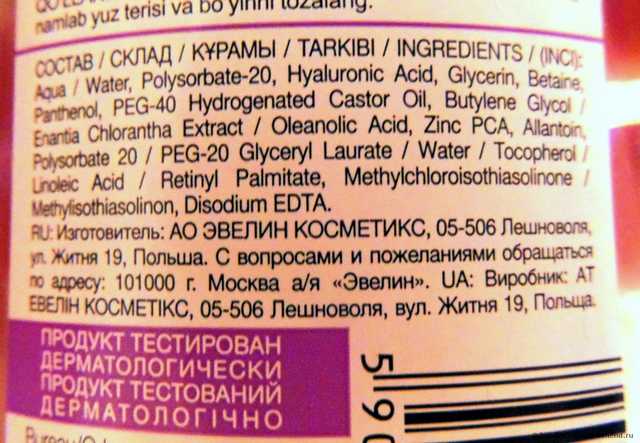 namlab yuz terisi va bo'yinni tozalang.
СОСТАВ / СКЛАД / ҚҰРАМЫ / TARKIBI / INGREDIENTS / (INCI):
Aqua / Water, Polysorbate-20, Hyaluronic Acid, Glycerin, Betaine,
Panthenol, PEG-40 Hydrogenated Castor Oil, Butylene Glycol /
Enantia Chlorantha Extract / Oleanolic Acid, Zinc PCA, Allantoin,
Polysorbate 20 / PEG-20 Glyceryl Laurate / Water / Tocopherol /
Linoleic Acid / Retinyl Palmitate, Methylchloroisothiasolinone /
Methylisothiasolinon, Disodium EDTA.
RU: Изготовитель: АО ЭВЕЛИН КОСМЕТИКС, 05-506 Лешноволя,
ул. Житня 19, Польша. С вопросами и пожеланиями обращаться
по адресу: 101000 г. Москва а/я «Эвелин». UA: Виробник: АТ
ЕВЕЛІН КОСМЕТІКС, 05-506 Лешноволя, вул. Житня 19, Польща.
ПРОДУКТ ТЕСТИРОВАН
ДЕРМАТОЛОГИЧЕСКИ
ПРОДУКТ ТЕСТОВАНИЙ
ДЕРМАТОЛОГІЧНО
5 90